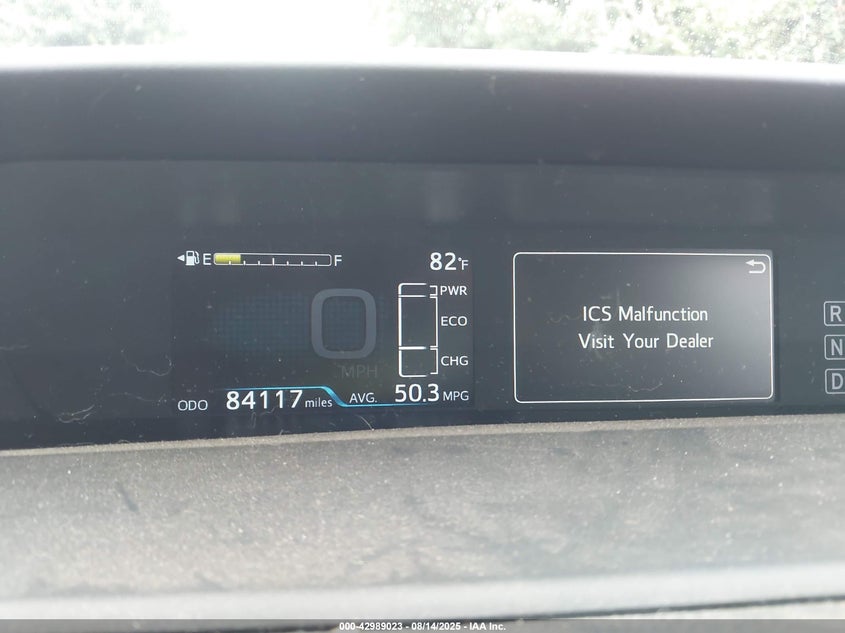 E F
82°F
PWR
ECO
CHG
0
MPH
ODO 84117 miles AVG. 50.3 MPG
ICS Malfunction
Visit Your Dealer
R
N
D
000-42989023 - 08/14/2025 - IAA Inc.